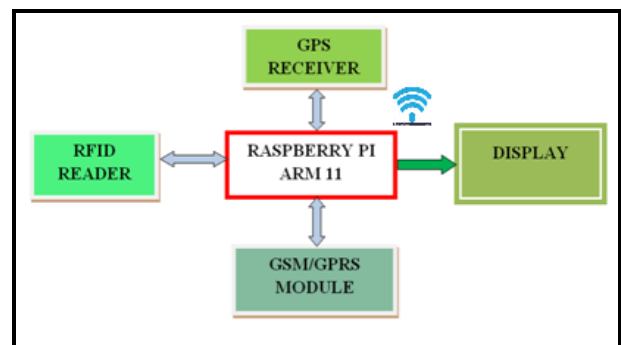 GPS
RECEIVER
RFID
READER
RASPBERRY PI
ARM 11
DISPLAY
GSM/GPRS
MODULE